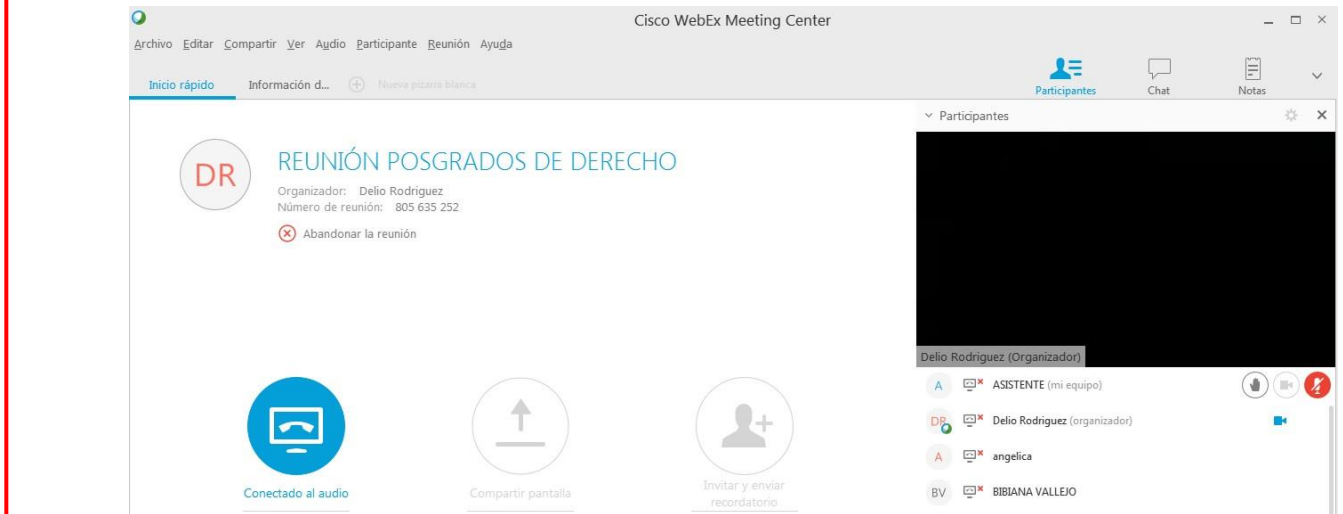 Cisco WebEx Meeting Center
Archivo Editar Compartir Ver Audio Participante Reunión Ayuda
Inicio rápido Información d... Nueva pizarra blanca
Participantes Chat Notas
Participantes
DR
REUNIÓN POSGRADOS DE DERECHO
Organizador: Delio Rodriguez
Número de reunión: 805 635 252
Abandonar la reunión
Delio Rodriguez (Organizador)
A ASISTENTE (mi equipo)
DR Delio Rodriguez (organizador)
A angelica
BV BIBIANA VALLEJO
Conectado al audio
Compartir pantalla
Invitar y enviar
recordatorio